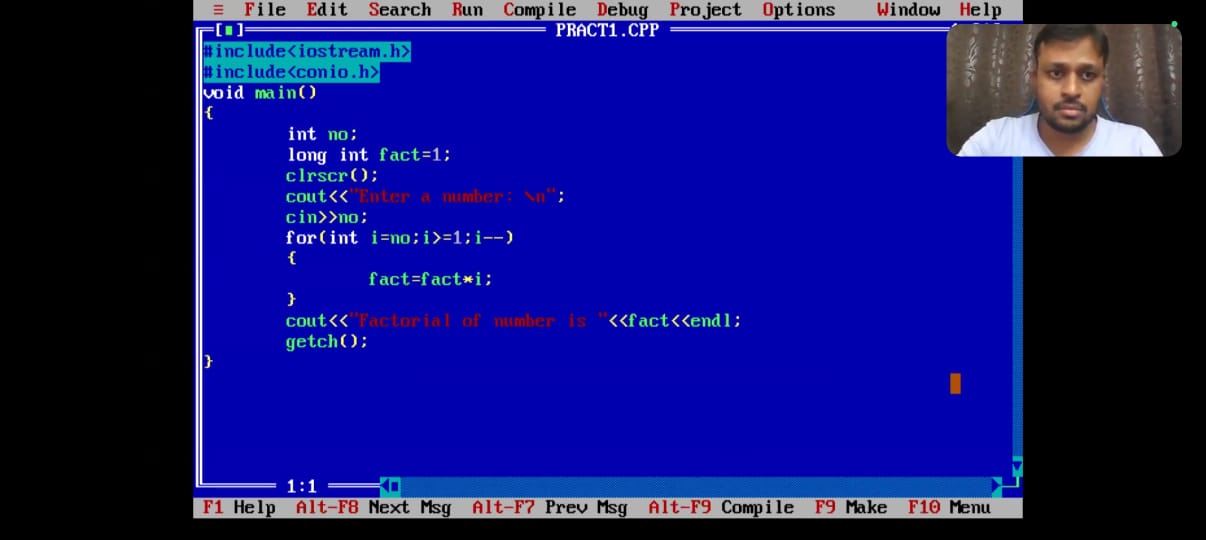 ≡ File Edit Search Run Compile Debug Project Options Window Help
[■] PRACT1.CPP
#include<iostream.h>
#include<conio.h>
void main()
{
int no;
long int fact=1;
clrscr();
cout<<"Enter a number: \n";
cin>>no;
for(int i=no;i>=1;i--)
{
fact=fact*i;
}
cout<<"Factorial of number is "<<fact<<endl;
getch();
}
1:1
F1 Help Alt-F8 Next Msg Alt-F7 Prev Msg Alt-F9 Compile F9 Make F10 Menu